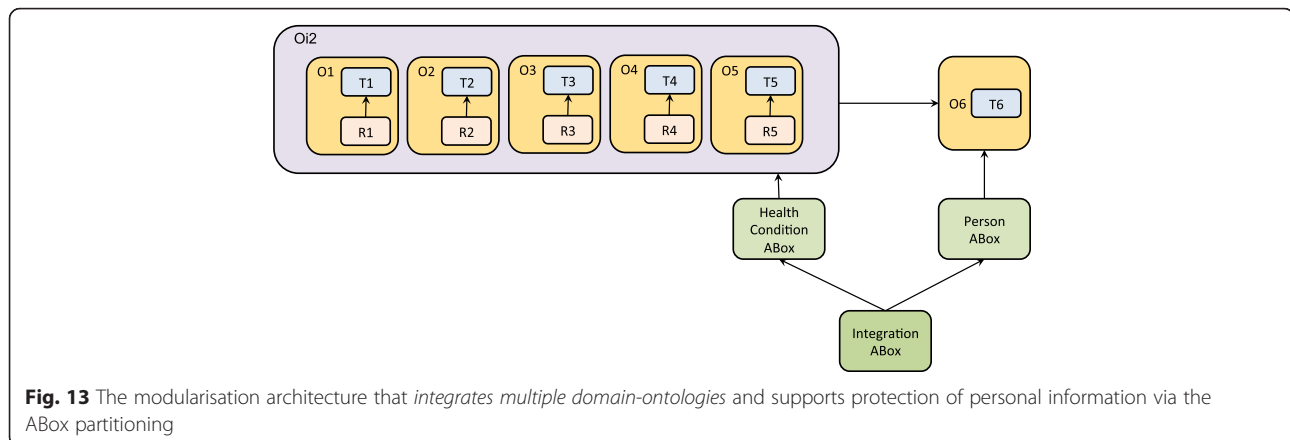 Oi2
O1 T1 O2 T2 O3 T3 O4 T4 O5 T5
O6 T6
R1 R2 R3 R4 R5
Health
Condition
ABox
Person
ABox
Integration
ABox
Fig. 13 The modularisation architecture that integrates multiple domain-ontologies and supports protection of personal information via the
ABox partitioning